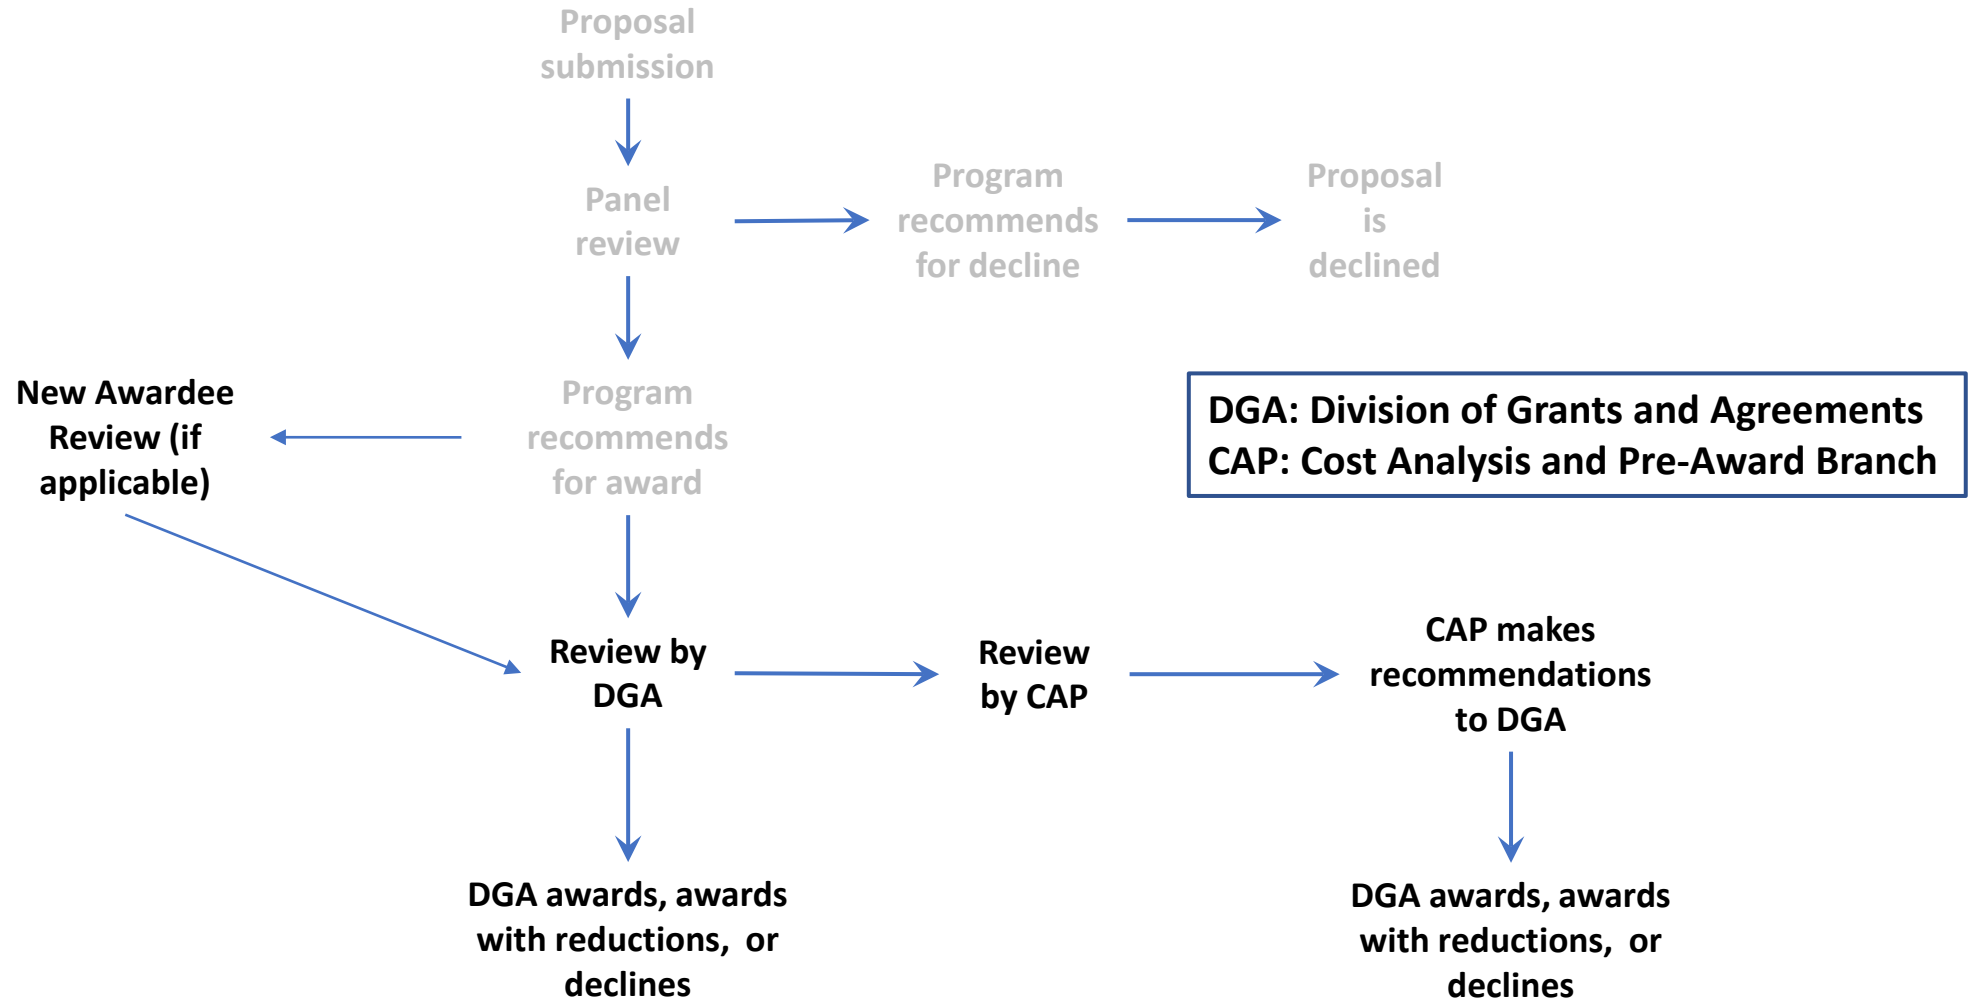 Proposal
submission
Panel
review
Program
recommends
for decline
Proposal
is
declined
New Awardee
Review (if
applicable)
Program
recommends
for award
DGA: Division of Grants and Agreements
CAP: Cost Analysis and Pre-Award Branch
Review by
DGA
Review
by CAP
CAP makes
recommendations
to DGA
DGA awards, awards
with reductions, or
declines
DGA awards, awards
with reductions, or
declines